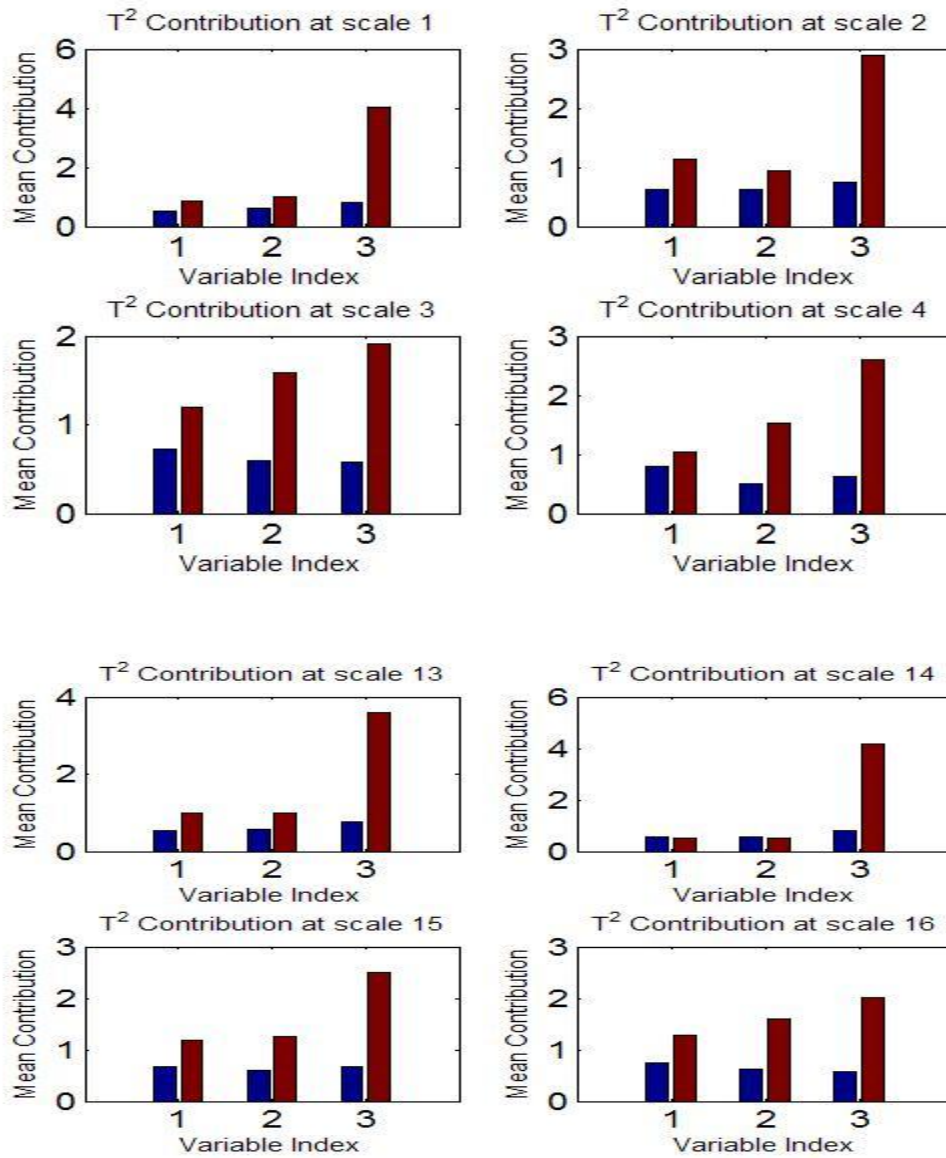 T² Contribution at scale 1
Mean Contribution
6
4
2
0
1 2 3
Variable Index
T² Contribution at scale 2
Mean Contribution
3
2
1
0
1 2 3
Variable Index
T² Contribution at scale 3
Mean Contribution
2
1
0
1 2 3
Variable Index
T² Contribution at scale 4
Mean Contribution
3
2
1
0
1 2 3
Variable Index
T² Contribution at scale 13
Mean Contribution
4
2
0
1 2 3
Variable Index
T² Contribution at scale 14
Mean Contribution
6
4
2
0
1 2 3
Variable Index
T² Contribution at scale 15
Mean Contribution
3
2
1
0
1 2 3
Variable Index
T² Contribution at scale 16
Mean Contribution
3
2
1
0
1 2 3
Variable Index